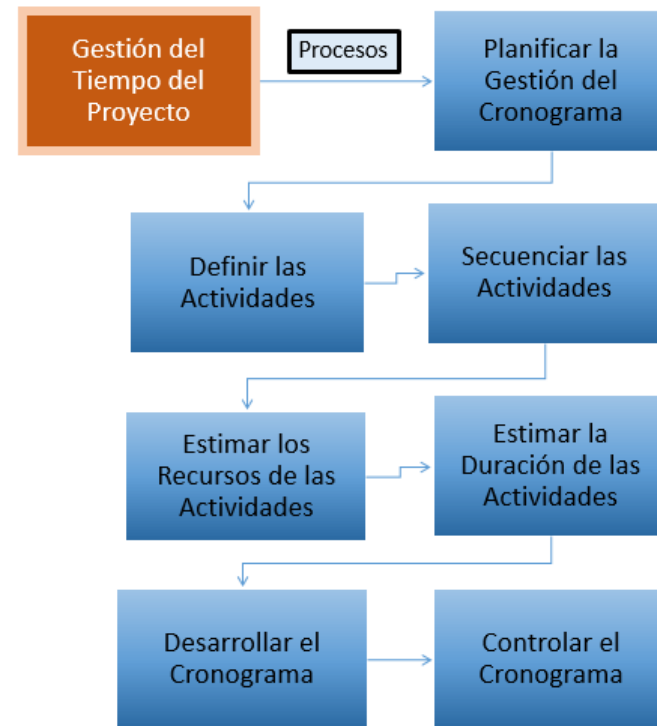 Gestión del
Tiempo del
Proyecto
Procesos
Planificar la
Gestión del
Cronograma
Definir las
Actividades
Secuenciar las
Actividades
Estimar los
Recursos de las
Actividades
Estimar la
Duración de las
Actividades
Desarrollar el
Cronograma
Controlar el
Cronograma